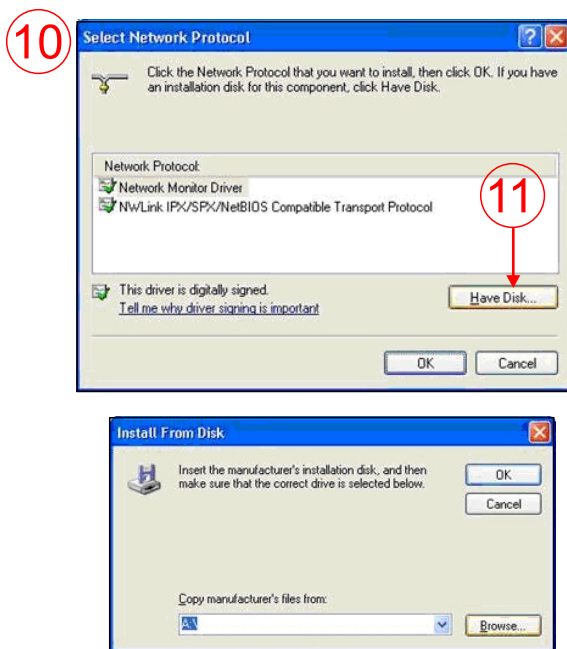 10
Select Network Protocol
Click the Network Protocol that you want to install, then click OK. If you have
an installation disk for this component, click Have Disk.
Network Protocol:
Network Monitor Driver
NWLink IPX/SPX/NetBIOS Compatible Transport Protocol
11
This driver is digitally signed.
Tell me why driver signing is important
Have Disk...
OK
Cancel
Install From Disk
Insert the manufacturer's installation disk, and then
make sure that the correct drive is selected below.
OK
Cancel
Copy manufacturer's files from:
A:\
Browse...